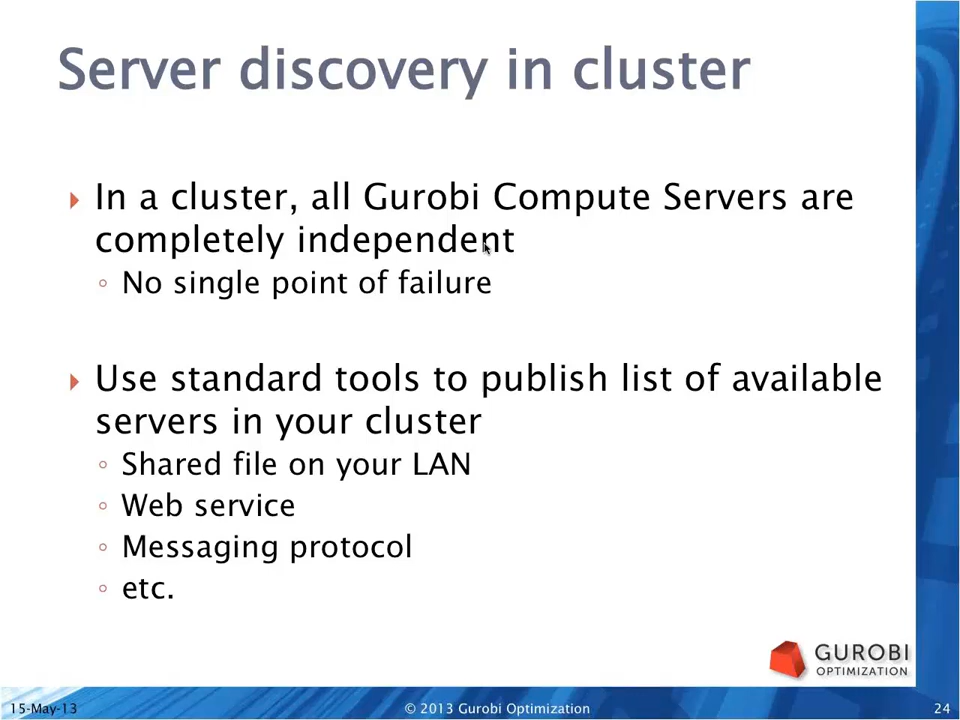 Server discovery in cluster
In a cluster, all Gurobi Compute Servers are
completely independent
No single point of failure
Use standard tools to publish list of available
servers in your cluster
Shared file on your LAN
Web service
Messaging protocol
etc.
GUROBI
OPTIMIZATION
15-May-13
© 2013 Gurobi Optimization
24